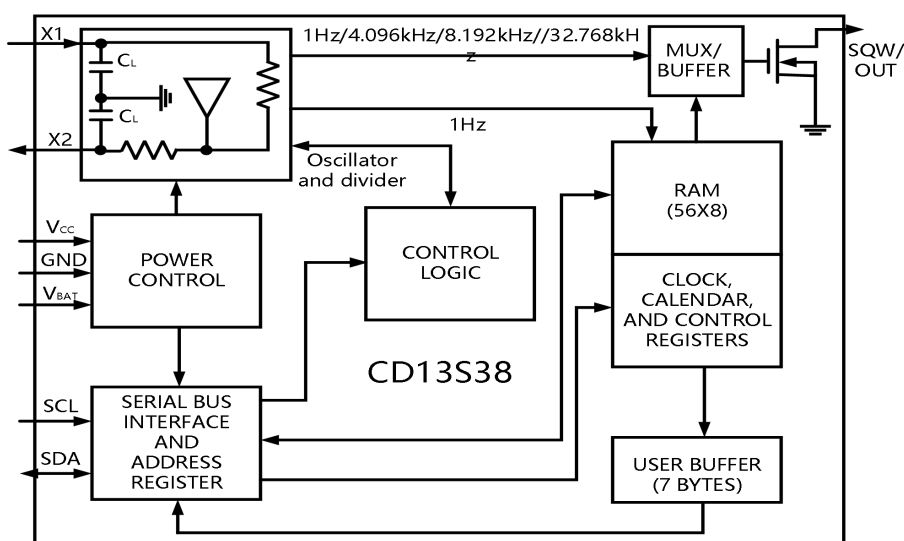 X1
CL
CL
X2
1Hz/4.096kHz/8.192kHz//32.768kH
z
MUX/
BUFFER
SQW/
OUT
1Hz
Oscillator
and divider
RAM
(56X8)
VCC
GND
VBAT
POWER
CONTROL
CONTROL
LOGIC
CLOCK,
CALENDAR,
AND CONTROL
REGISTERS
CD13S38
SCL
SDA
SERIAL BUS
INTERFACE
AND
ADDRESS
REGISTER
USER BUFFER
(7 BYTES)